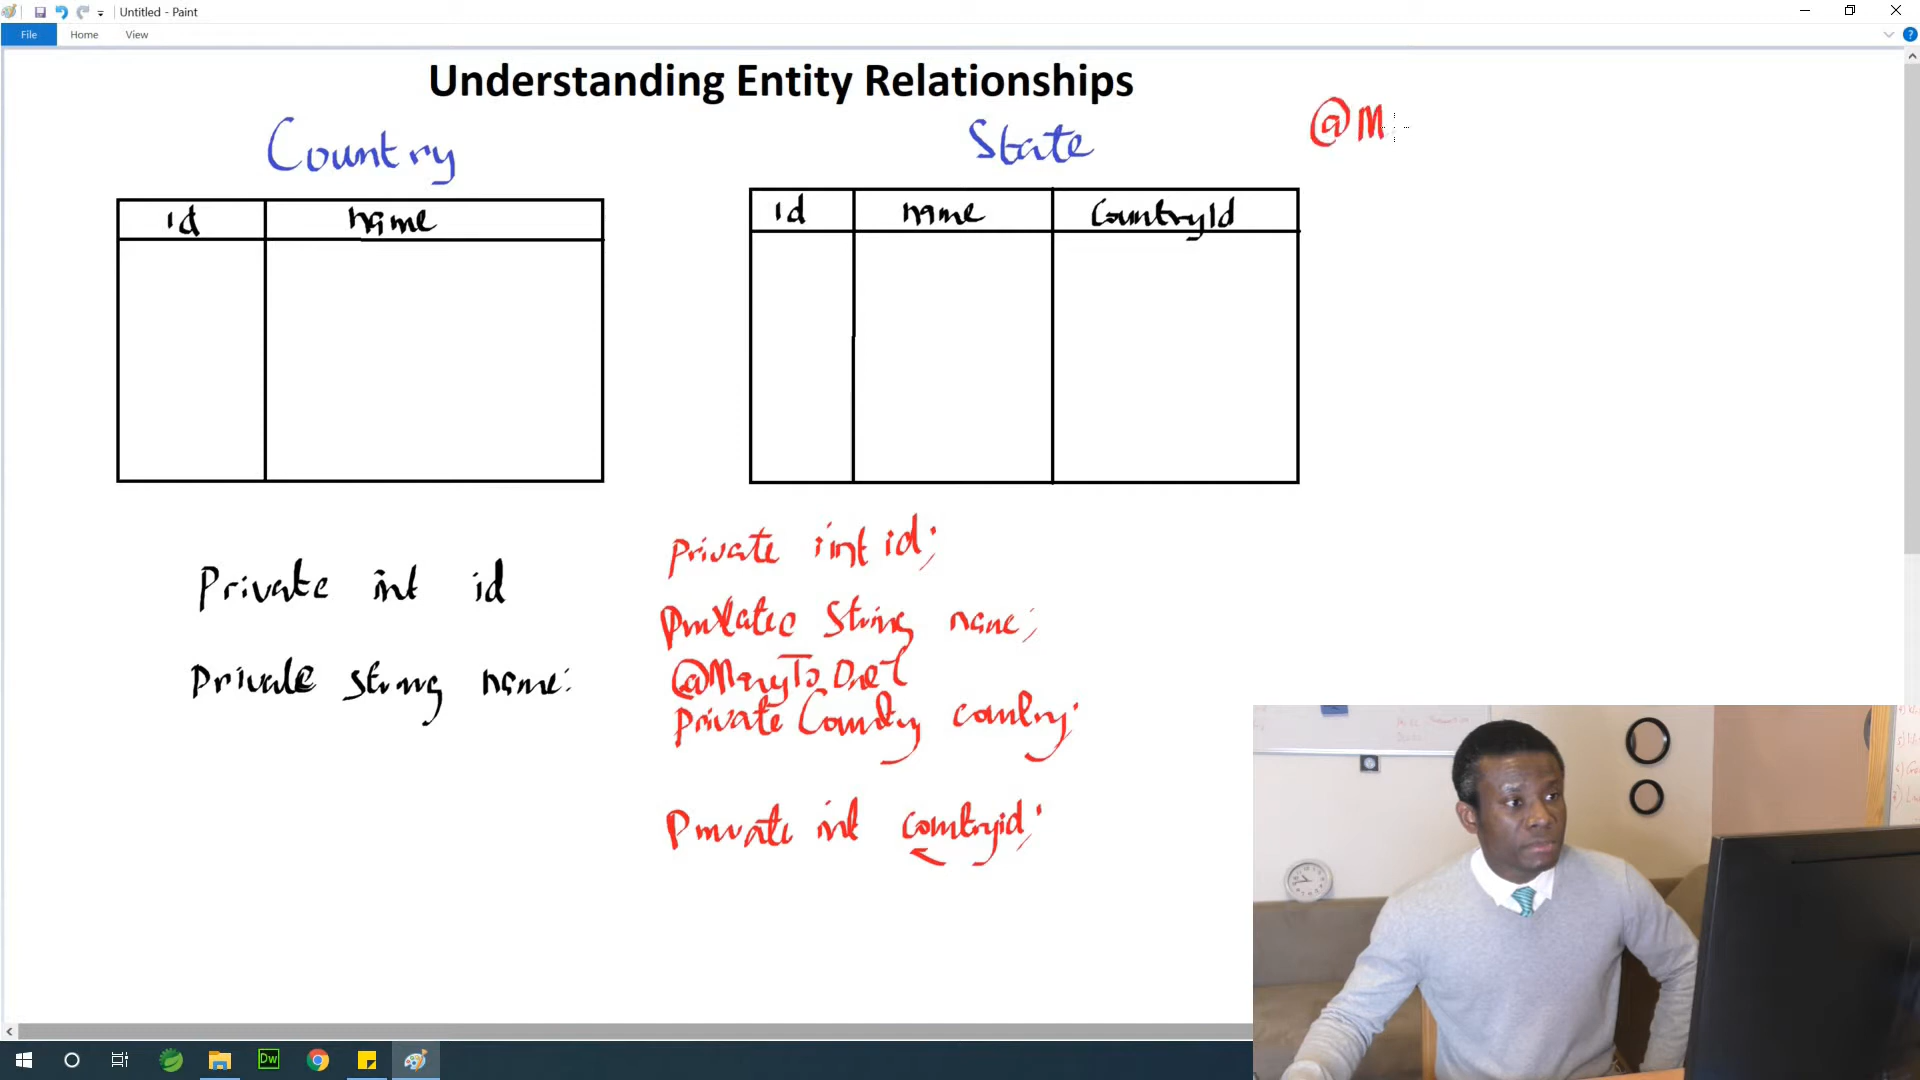 Untitled - Paint
File Home View
Understanding Entity Relationships
Country
State
@M
id name
id name CountryId
private int id;
Private int id
String name;
@ManyToOne
Private String name:
private Country country;
Private int countryid;
Dw